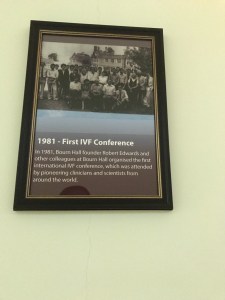 1981 - First IVF Conference
In 1981, Bourn Hall founder Robert Edwards and
other colleagues at Bourn Hall organised the first
international IVF conference, which was attended
by pioneering clinicians and scientists from
around the world.